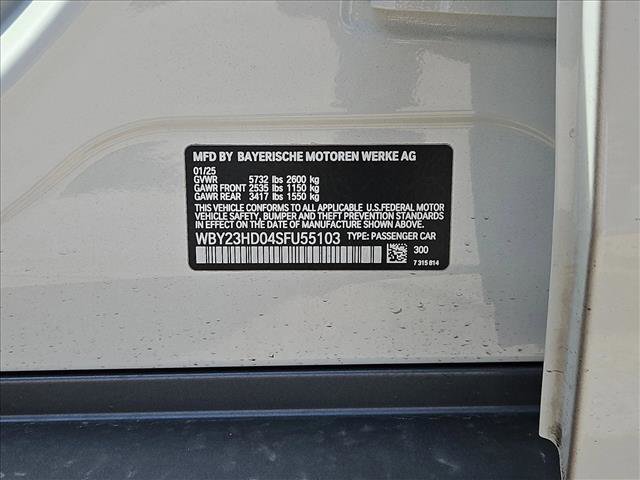 MFD BY BAYERISCHE MOTOREN WERKE AG
01/25
GVWR 5732 lbs 2600 kg
GAWR FRONT 2535 lbs 1150 kg
GAWR REAR 3417 lbs 1550 kg
THIS VEHICLE CONFORMS TO ALL APPLICABLE U.S.FEDERAL MOTOR
VEHICLE SAFETY, BUMPER AND THEFT PREVENTION STANDARDS
IN EFFECT ON THE DATE OF MANUFACTURE SHOWN ABOVE.
WBY23HD04SFU55103 TYPE: PASSENGER CAR
300
7 315 814